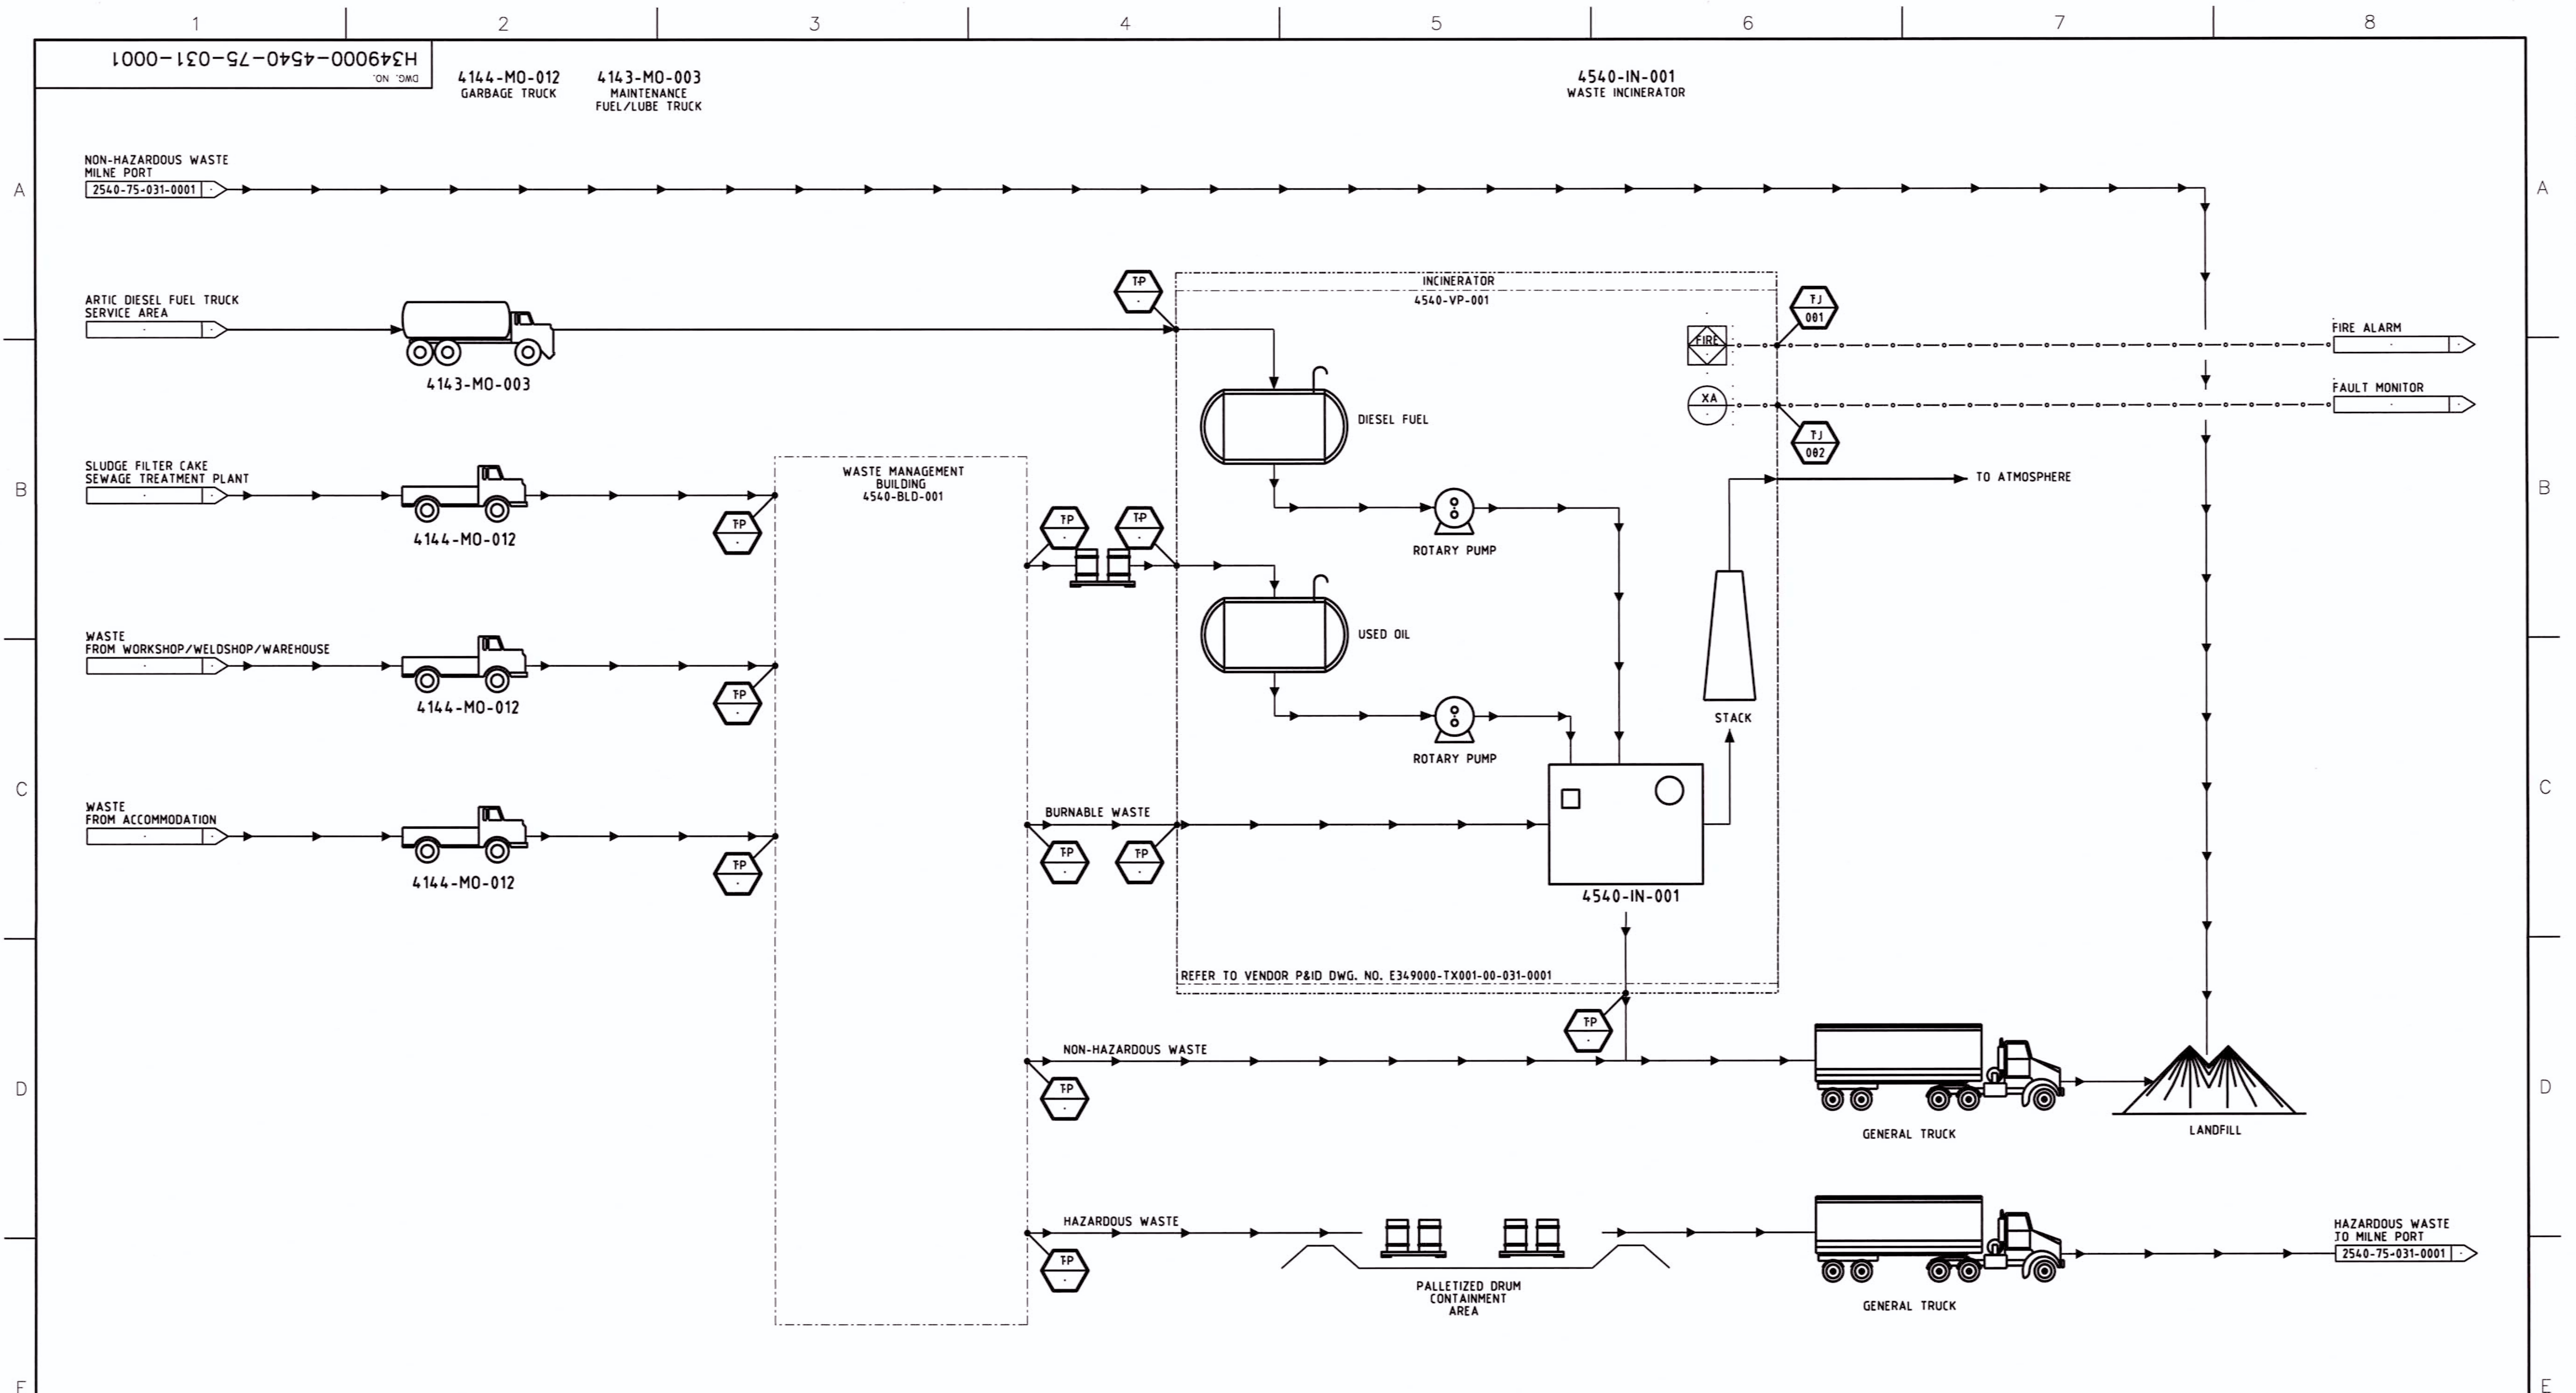 1 2 3 4 5 6 7 8
H349000-4540-75-031-0001
DWG. NO.
4144-MO-012
GARBAGE TRUCK
4143-MO-003
MAINTENANCE
FUEL/LUBE TRUCK
4540-IN-001
WASTE INCINERATOR
A
A
NON-HAZARDOUS WASTE
MILNE PORT
2540-75-031-0001
ARTIC DIESEL FUEL TRUCK
SERVICE AREA
4143-MO-003
TP
INCINERATOR
4540-VP-001
TJ
001
FIRE
FIRE ALARM
XA
FAULT MONITOR
TJ
002
DIESEL FUEL
B
B
SLUDGE FILTER CAKE
SEWAGE TREATMENT PLANT
4144-MO-012
TP
WASTE MANAGEMENT
BUILDING
4540-BLD-001
TP
TP
ROTARY PUMP
TO ATMOSPHERE
WASTE
FROM WORKSHOP/WELDSHOP/WAREHOUSE
4144-MO-012
TP
USED OIL
ROTARY PUMP
STACK
C
C
WASTE
FROM ACCOMMODATION
4144-MO-012
TP
BURNABLE WASTE
TP
TP
4540-IN-001
REFER TO VENDOR P&ID DWG. NO. E349000-TX001-00-031-0001
TP
D
D
NON-HAZARDOUS WASTE
TP
GENERAL TRUCK
LANDFILL
HAZARDOUS WASTE
TP
PALLETIZED DRUM
CONTAINMENT
AREA
GENERAL TRUCK
HAZARDOUS WASTE
TO MILNE PORT
2540-75-031-0001
E
E